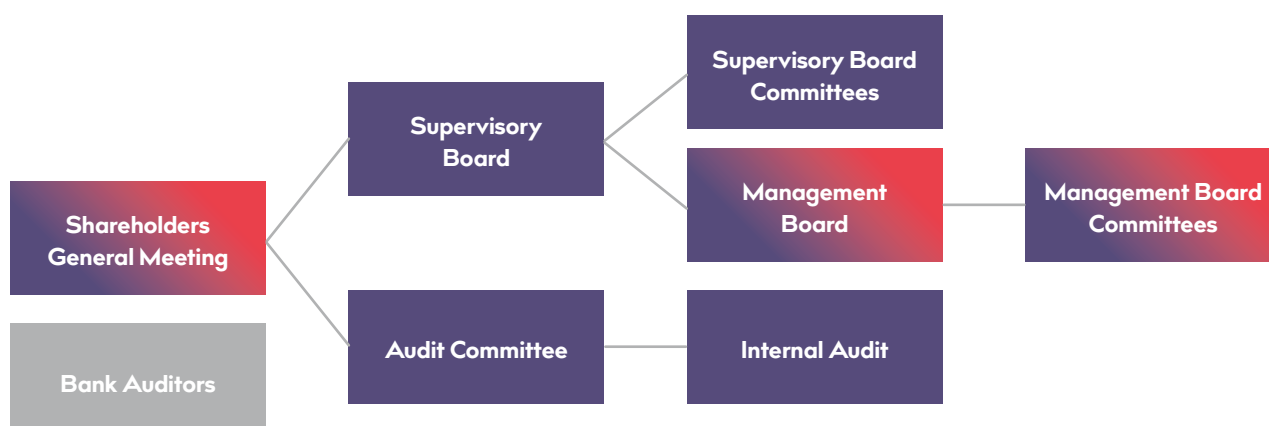 Supervisory Board
Committees
Supervisory
Board
Management
Board
Management Board
Committees
Shareholders
General Meeting
Audit Committee
Internal Audit
Bank Auditors